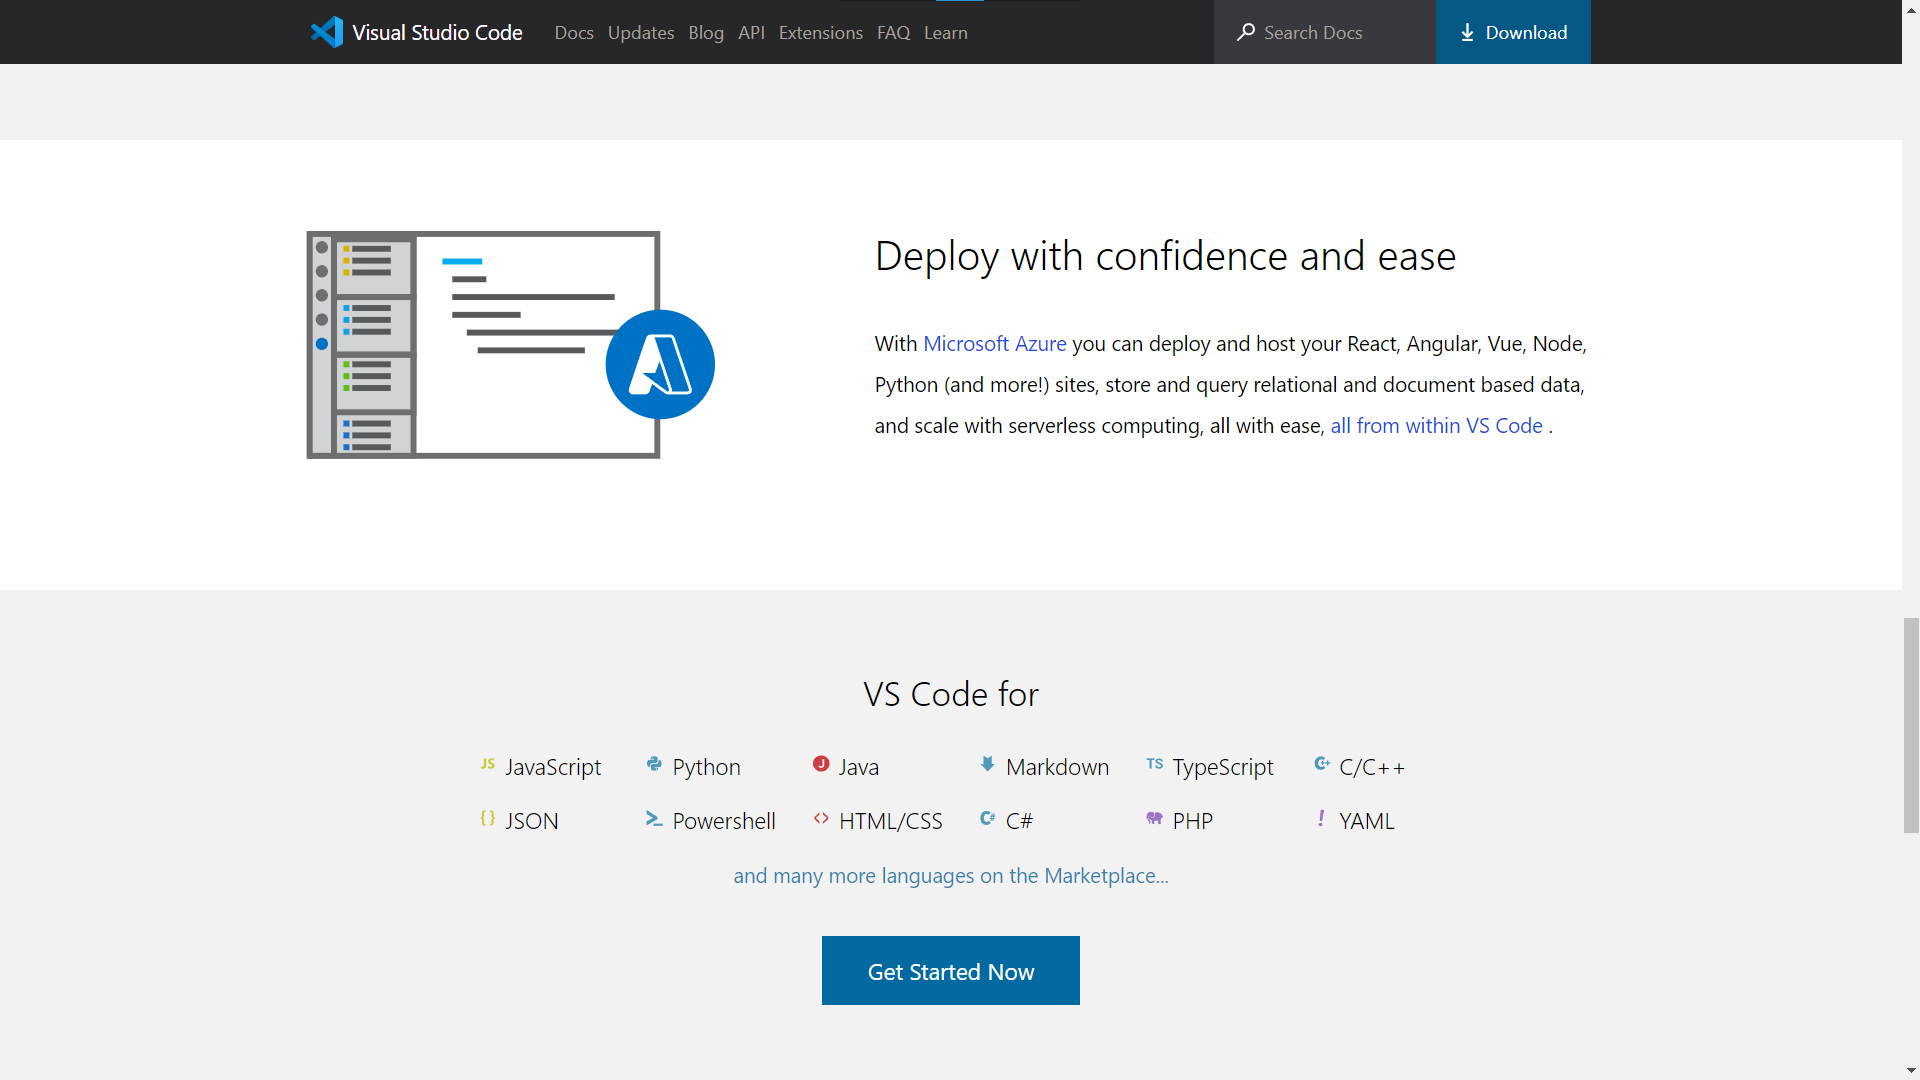 Visual Studio Code Docs Updates Blog API Extensions FAQ Learn Search Docs Download
Deploy with confidence and ease
With Microsoft Azure you can deploy and host your React, Angular, Vue, Node,
Python (and more!) sites, store and query relational and document based data,
and scale with serverless computing, all with ease, all from within VS Code .
VS Code for
JS JavaScript Python J Java Markdown TS TypeScript C+ C/C++
{} JSON Powershell <> HTML/CSS C# C# PHP ! YAML
and many more languages on the Marketplace...
Get Started Now